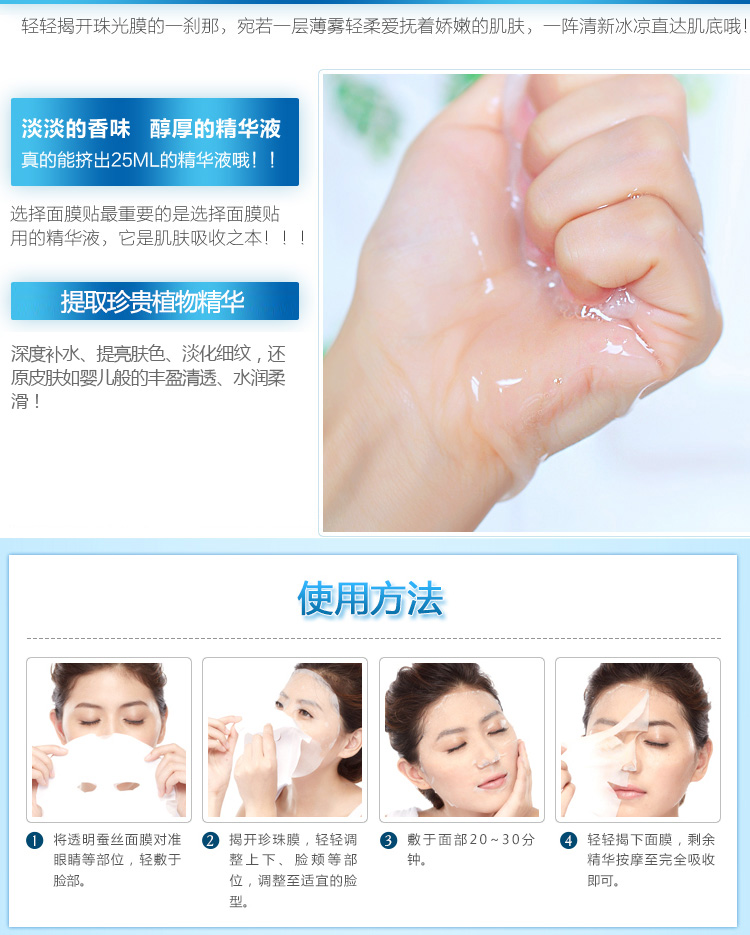 轻轻揭开珠光膜的一刹那，宛若一层薄雾轻柔爱抚着娇嫩的肌肤，一阵清新冰凉直达肌底哦！
淡淡的香味 醇厚的精华液
真的能挤出25ML的精华液哦！！
选择面膜贴最重要的是选择面膜贴
用的精华液，它是肌肤吸收之本！！！
提取珍贵植物精华
深度补水、提亮肤色、淡化细纹，还
原皮肤如婴儿般的丰盈清透、水润柔
滑！
使用方法
1 将透明蚕丝面膜对准
眼睛等部位，轻敷于
脸部。
2 揭开珍珠膜，轻轻调
整上下、脸颊等部
位，调整至适宜的脸
型。
3 敷于面部20~30分
钟。
4 轻轻揭下面膜，剩余
精华按摩至完全吸收
即可。